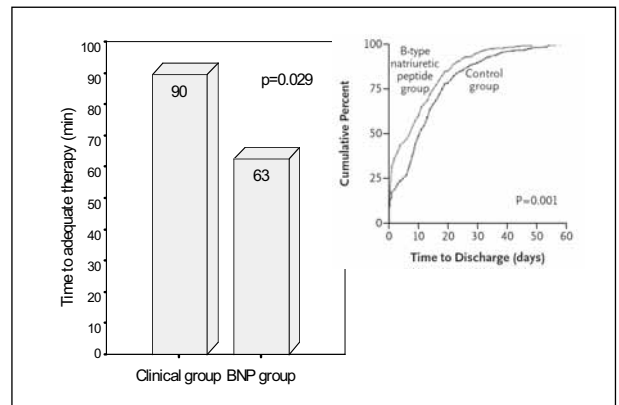 Time to adequate therapy (min)
100
90
80
70
60
50
40
30
20
10
0
p=0.029
90
63
Clinical group BNP group
Cumulative Percent
100
75
50
25
0
B-type
natriuretic
peptide
group
Control
group
P=0.001
0 10 20 30 40 50 60
Time to Discharge (days)